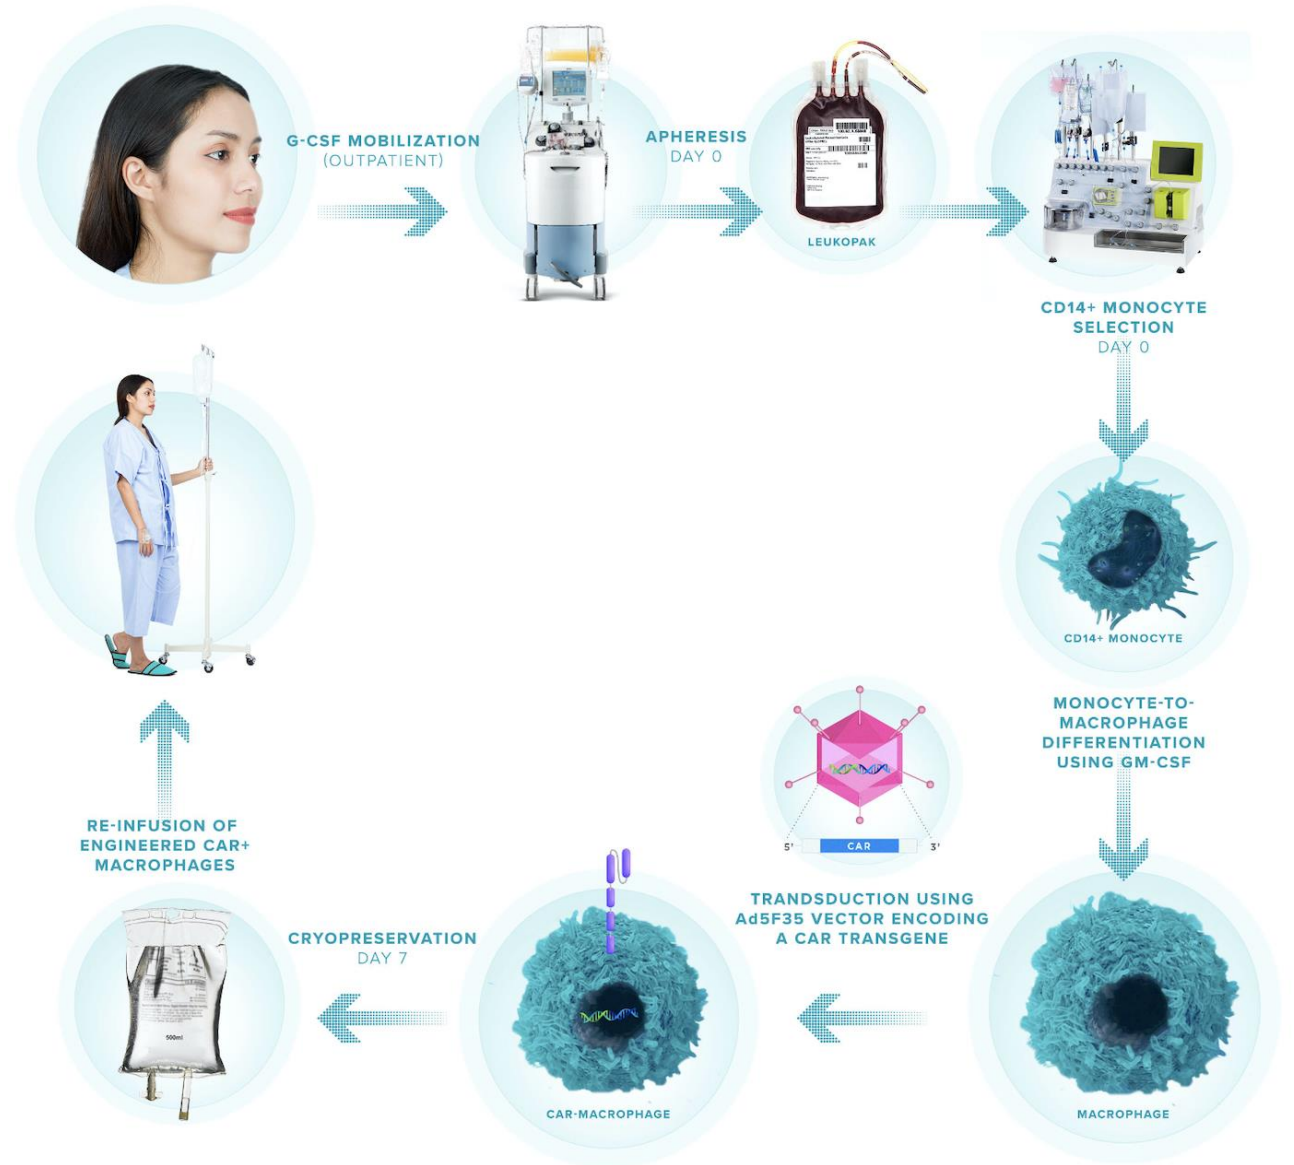 G-CSF MOBILIZATION
(OUTPATIENT)
APHERESIS
DAY 0
LEUKOPAK
CD14+ MONOCYTE
SELECTION
DAY 0
CD14+ MONOCYTE
MONOCYTE-TO-
MACROPHAGE
DIFFERENTIATION
USING GM-CSF
MACROPHAGE
5' CAR 3'
TRANDSDUCTION USING
Ad5F35 VECTOR ENCODING
A CAR TRANSGENE
CAR-MACROPHAGE
CRYOPRESERVATION
DAY 7
500ml
RE-INFUSION OF
ENGINEERED CAR+
MACROPHAGES